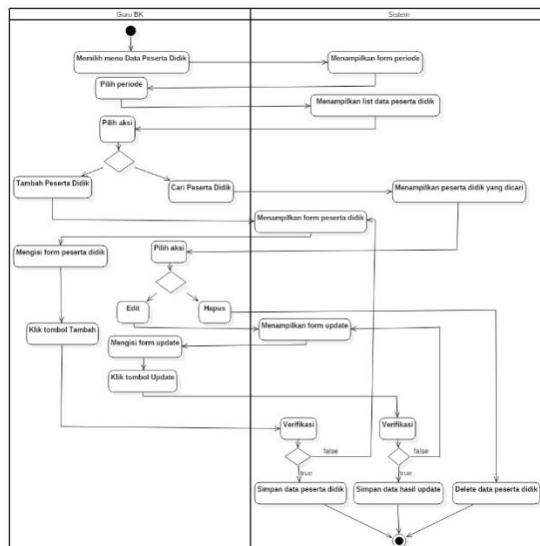 Guru BK
Sistem
Memilih menu Data Peserta Didik
Menampilkan form periode
Pilih periode
Menampilkan list data peserta didik
Pilih aksi
Tambah Peserta Didik
Cari Peserta Didik
Menampilkan peserta didik yang dicari
Menampilkan form peserta didik
Mengisi form peserta didik
Pilih aksi
Edit
Hapus
Klik tombol Tambah
Menampilkan form update
Mengisi form update
Klik tombol Update
Verifikasi
Verifikasi
false
false
true
true
Simpan data peserta didik
Simpan data hasil update
Delete data peserta didik